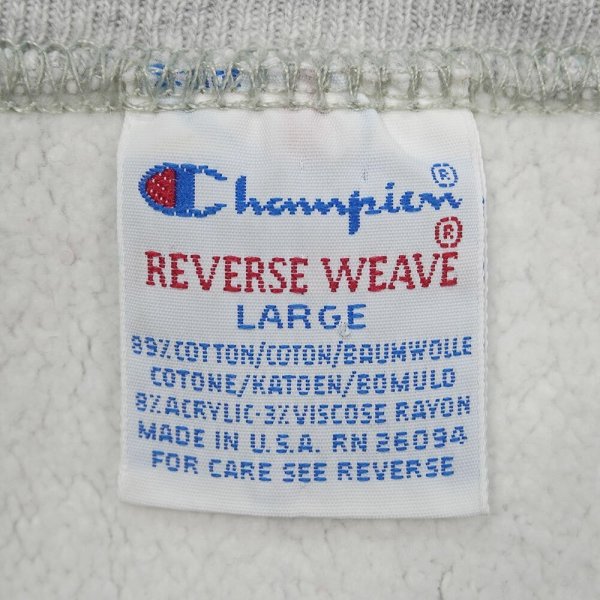 Champion®
REVERSE WEAVE®
LARGE
89% COTTON/COTON/BAUMWOLLE
COTONE/KATOEN/BOMULD
8% ACRYLIC-3% VISCOSE RAYON
MADE IN U.S.A. RN 26094
FOR CARE SEE REVERSE